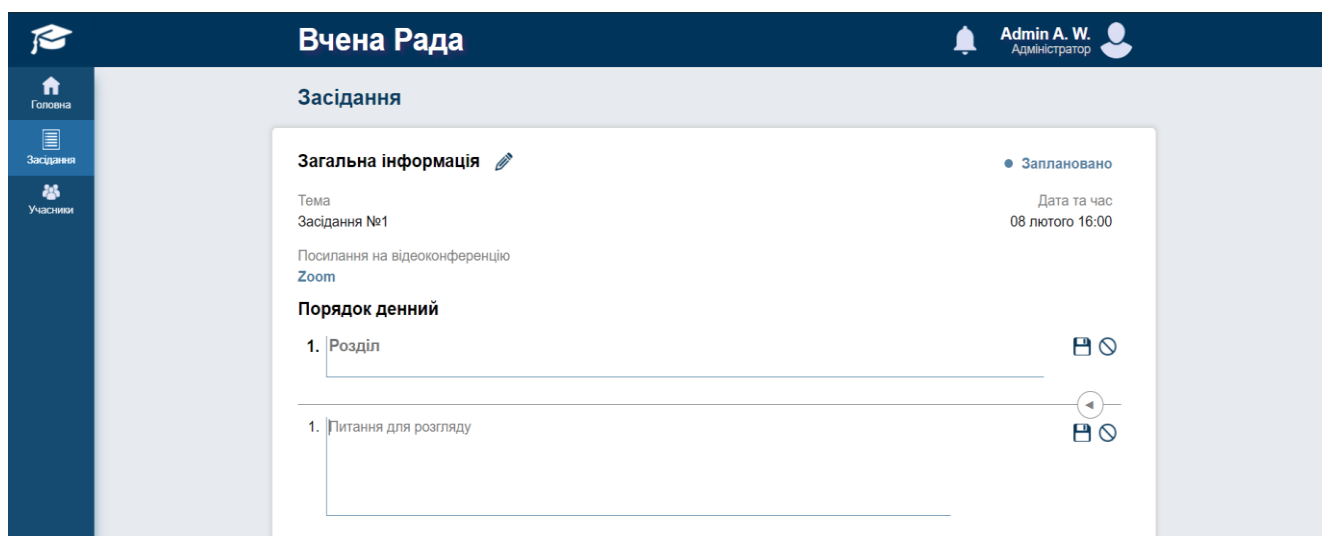 Вчена Рада
Admin A. W.
Адміністратор
Головна
Засідання
Учасники
Засідання
Загальна інформація
Заплановано
Тема
Дата та час
Засідання №1
08 лютого 16:00
Посилання на відеоконференцію
Zoom
Порядок денний
1. Розділ
1. Питання для розгляду